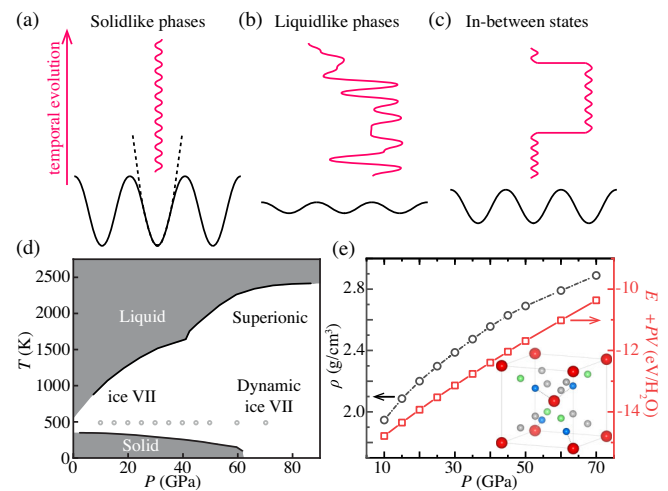 (a) Solidlike phases
(b) Liquidlike phases
(c) In-between states
temporal evolution
(d)
2500
2000
1500
1000
500
0
T (K)
Liquid
Superionic
ice VII
Dynamic
ice VII
Solid
0 20 40 60 80
P (GPa)
(e)
2.8
2.4
2.0
ρ (g/cm³)
-10
-12
-14
E + PV (eV/H₂O)
10 30 50 70
P (GPa)